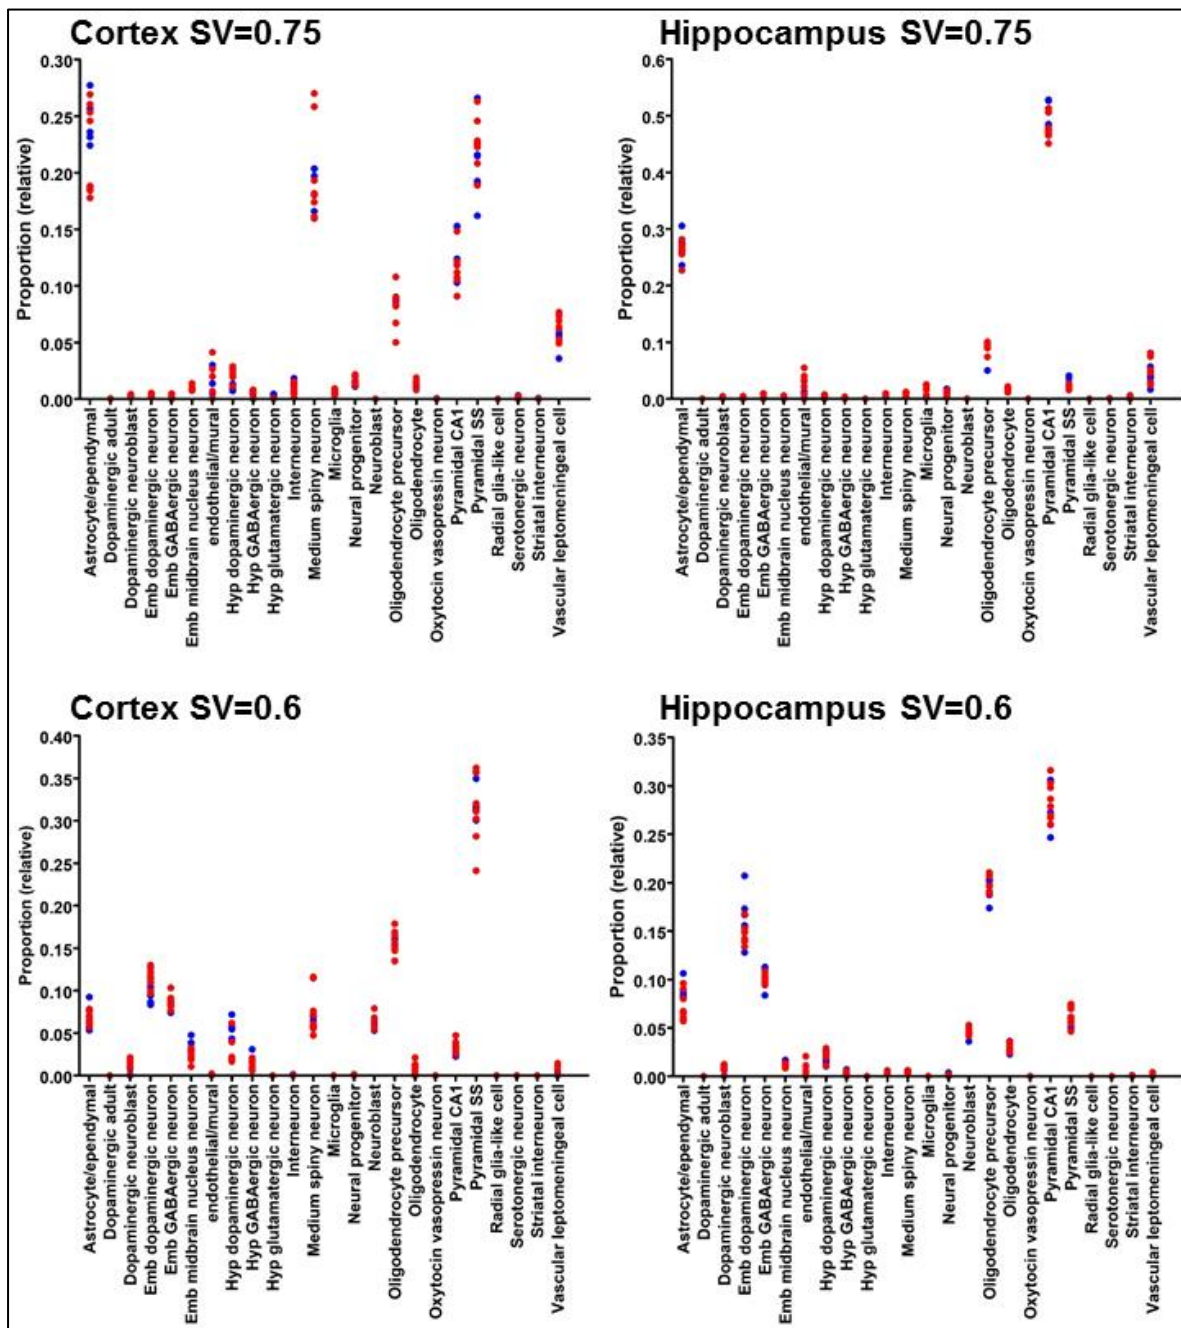 Cortex SV=0.75
Proportion (relative)
0.30
0.25
0.20
0.15
0.10
0.05
0.00
Astrocyte/ependymal
Dopaminergic adult
Dopaminergic neuroblast
Emb dopaminergic neuron
Emb GABAergic neuron
Emb midbrain nucleus neuron
endothelial/mural
Hyp dopaminergic neuron
Hyp GABAergic neuron
Hyp glutamatergic neuron
Interneuron
Medium spiny neuron
Microglia
Neural progenitor
Neuroblast
Oligodendrocyte precursor
Oligodendrocyte
Oxytocin vasopressin neuron
Pyramidal CA1
Pyramidal SS
Radial glia-like cell
Serotonergic neuron
Striatal interneuron
Vascular leptomeningeal cell
Hippocampus SV=0.75
Proportion (relative)
0.6
0.5
0.4
0.3
0.2
0.1
0.0
Astrocyte/ependymal
Dopaminergic adult
Dopaminergic neuroblast
Emb dopaminergic neuron
Emb GABAergic neuron
Emb midbrain nucleus neuron
endothelial/mural
Hyp dopaminergic neuron
Hyp GABAergic neuron
Hyp glutamatergic neuron
Interneuron
Medium spiny neuron
Microglia
Neural progenitor
Neuroblast
Oligodendrocyte precursor
Oligodendrocyte
Oxytocin vasopressin neuron
Pyramidal CA1
Pyramidal SS
Radial glia-like cell
Serotonergic neuron
Striatal interneuron
Vascular leptomeningeal cell
Cortex SV=0.6
Proportion (relative)
0.40
0.35
0.30
0.25
0.20
0.15
0.10
0.05
0.00
Astrocyte/ependymal
Dopaminergic adult
Dopaminergic neuroblast
Emb dopaminergic neuron
Emb GABAergic neuron
Emb midbrain nucleus neuron
endothelial/mural
Hyp dopaminergic neuron
Hyp GABAergic neuron
Hyp glutamatergic neuron
Interneuron
Medium spiny neuron
Microglia
Neural progenitor
Neuroblast
Oligodendrocyte precursor
Oligodendrocyte
Oxytocin vasopressin neuron
Pyramidal CA1
Pyramidal SS
Radial glia-like cell
Serotonergic neuron
Striatal interneuron
Vascular leptomeningeal cell
Hippocampus SV=0.6
Proportion (relative)
0.35
0.30
0.25
0.20
0.15
0.10
0.05
0.00
Astrocyte/ependymal
Dopaminergic adult
Dopaminergic neuroblast
Emb dopaminergic neuron
Emb GABAergic neuron
Emb midbrain nucleus neuron
endothelial/mural
Hyp dopaminergic neuron
Hyp GABAergic neuron
Hyp glutamatergic neuron
Interneuron
Medium spiny neuron
Microglia
Neural progenitor
Neuroblast
Oligodendrocyte precursor
Oligodendrocyte
Oxytocin vasopressin neuron
Pyramidal CA1
Pyramidal SS
Radial glia-like cell
Serotonergic neuron
Striatal interneuron
Vascular leptomeningeal cell